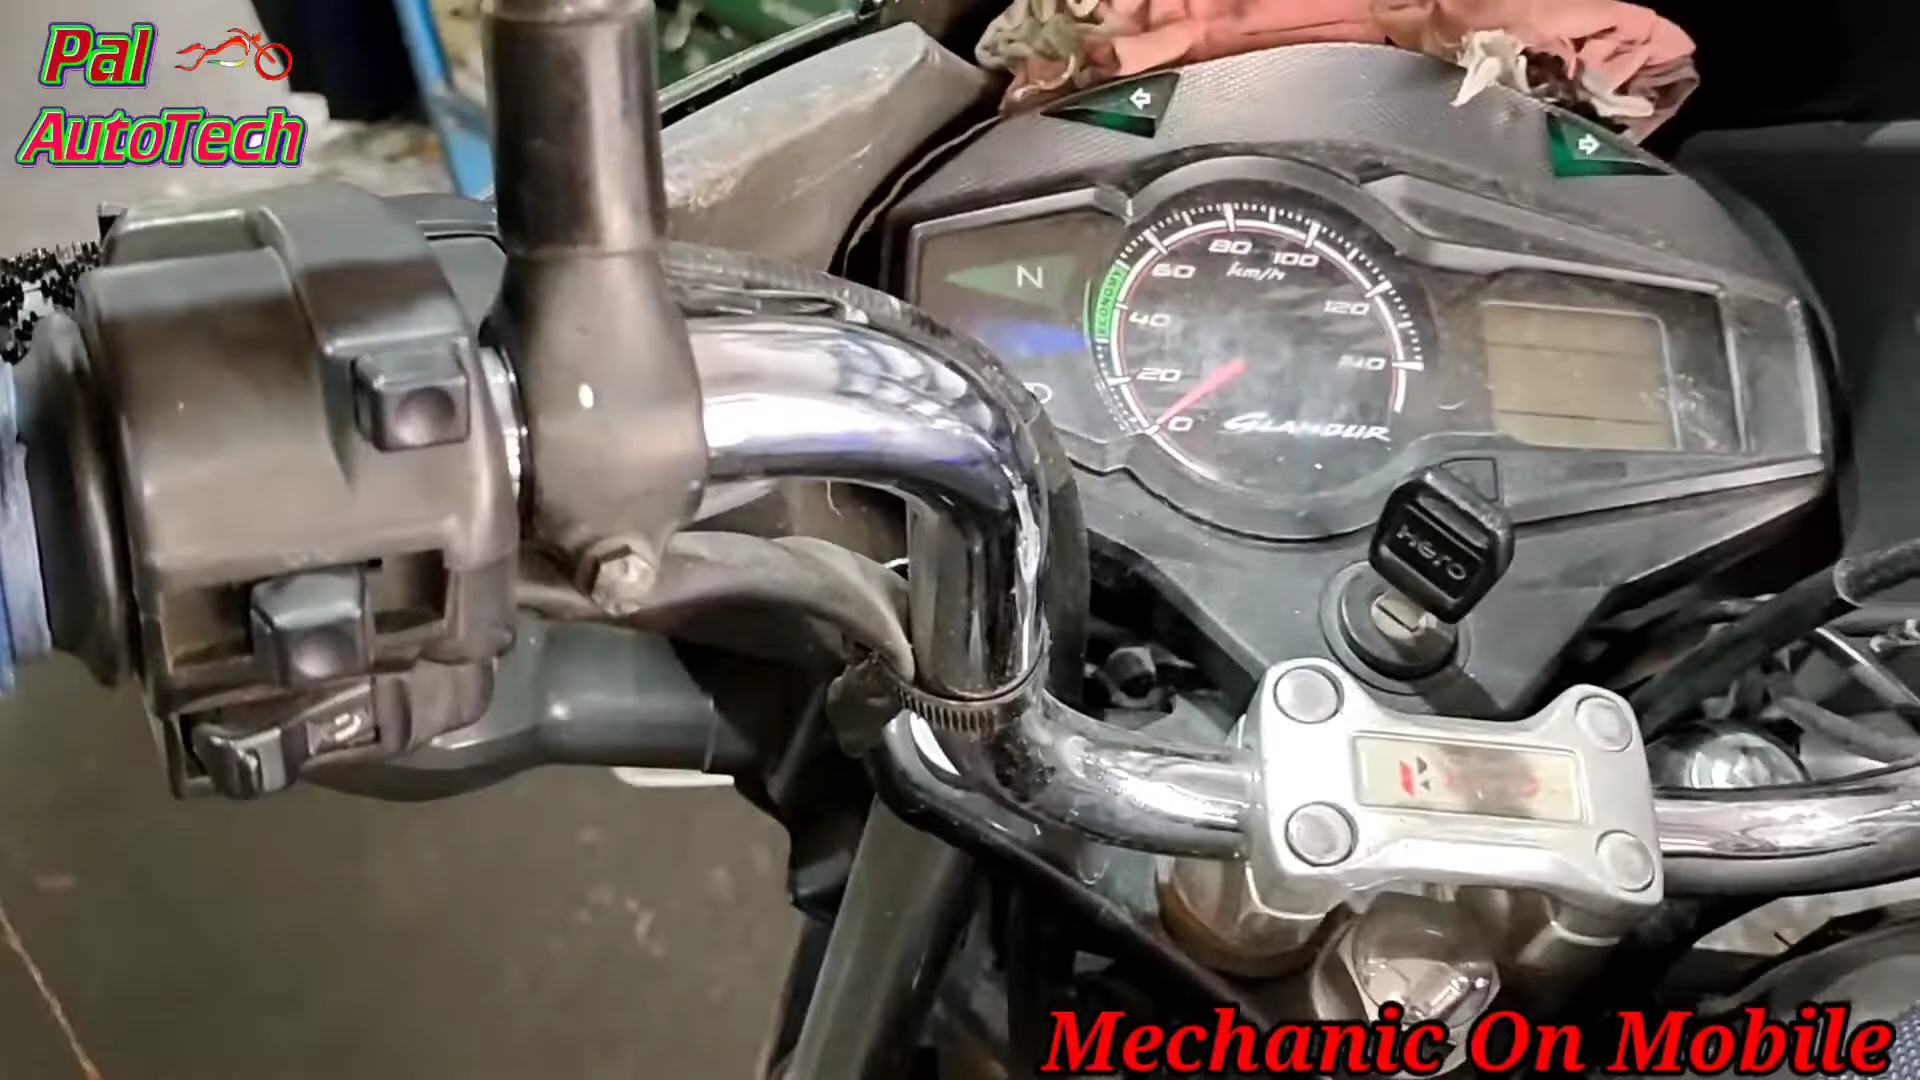 Pal
AutoTech
N
ECONOMY
80
100
60
km/h
120
40
140
20
0
GLAMOUR
Hero
Mechanic On Mobile